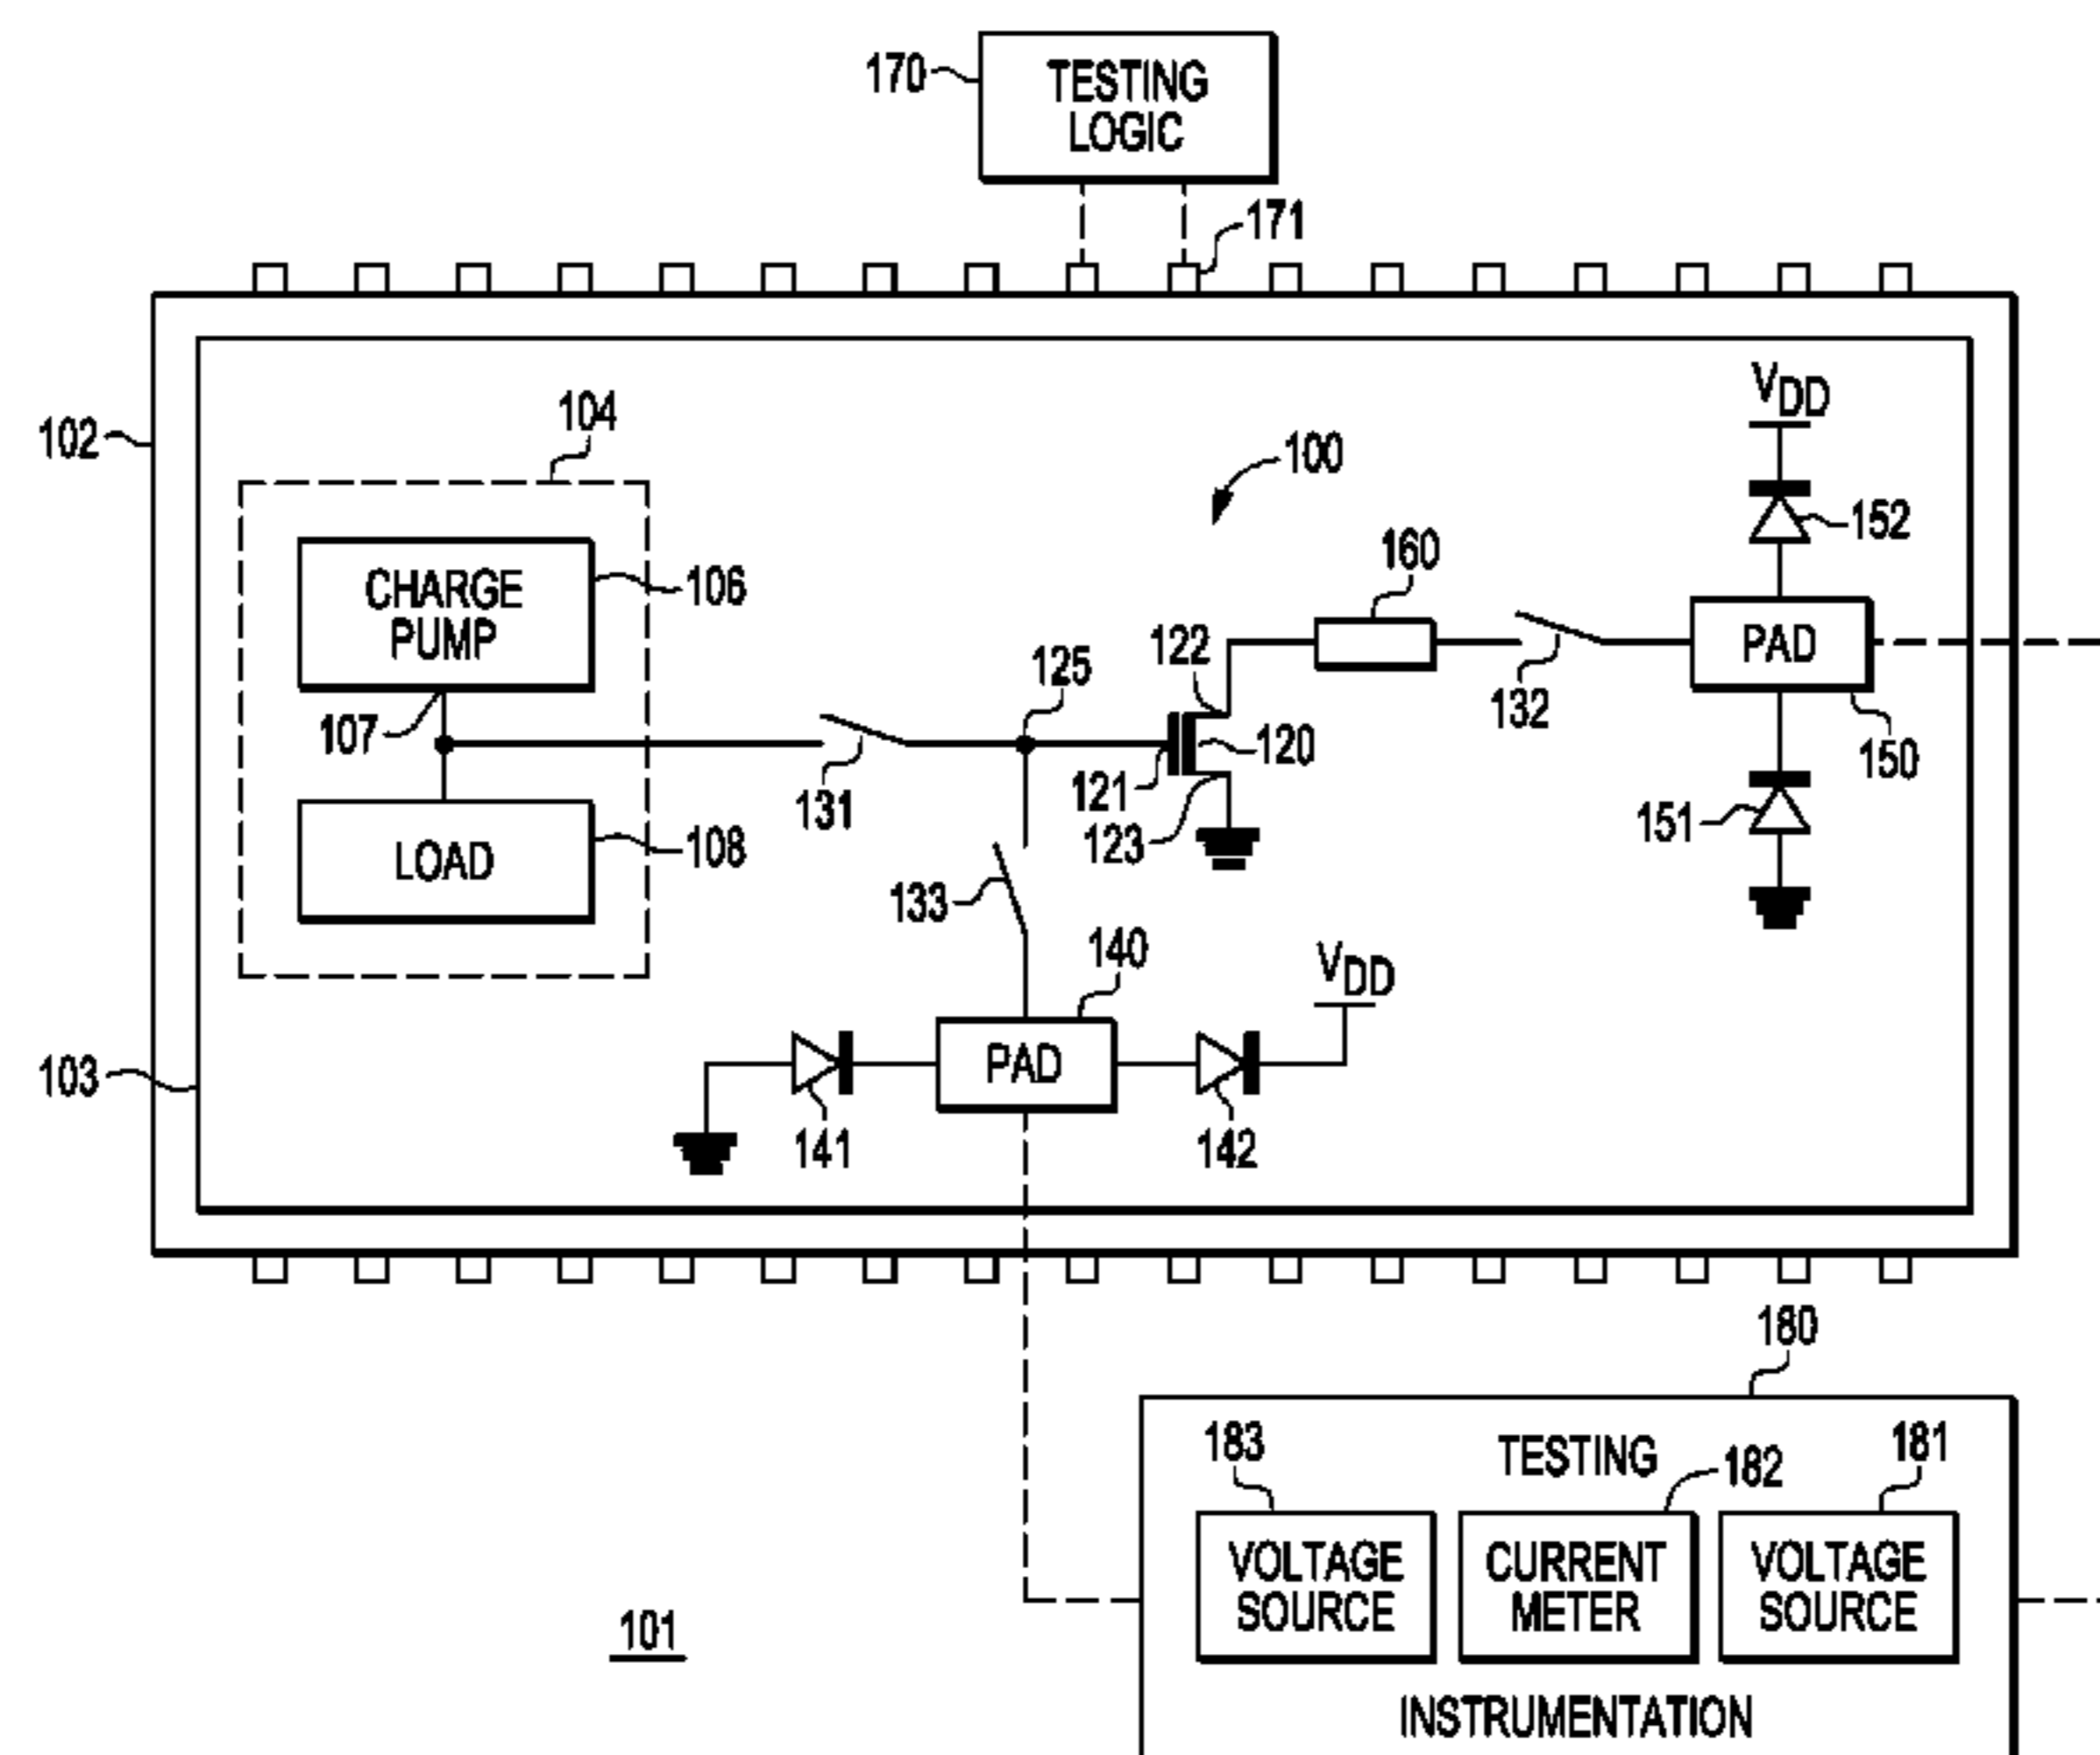 170
TESTING
LOGIC
171
102
104
100
VDD
152
CHARGE
PUMP
106
160
122
125
PAD
107
132
120
150
131
121
123
151
LOAD
108
133
140
VDD
103
PAD
141
142
180
183
TESTING
182
181
VOLTAGE
SOURCE
CURRENT
METER
VOLTAGE
SOURCE
101
INSTRUMENTATION